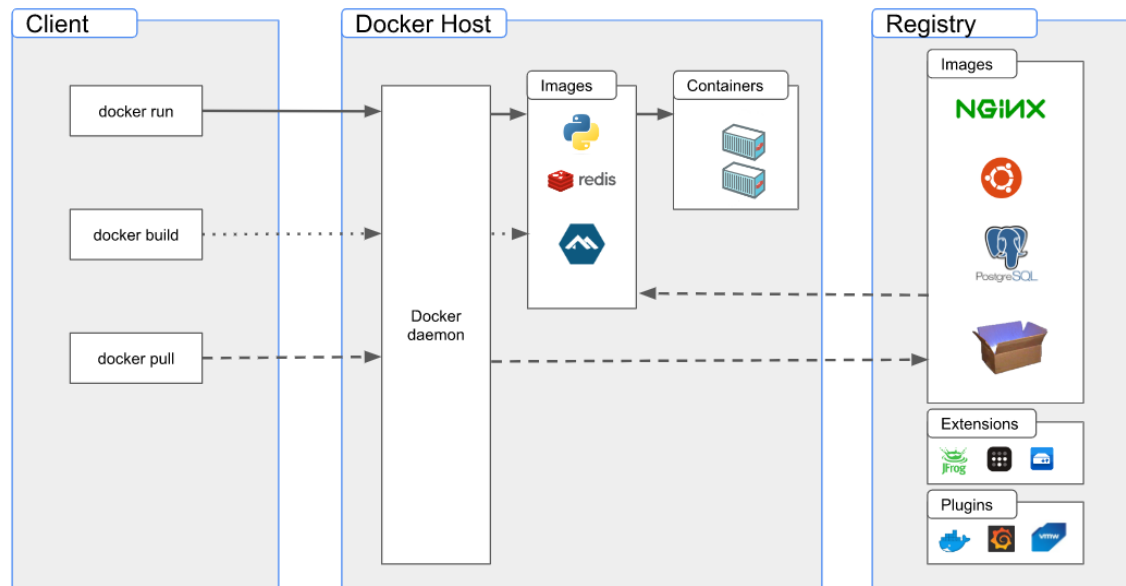 Client
Docker Host
Registry
docker run
docker build
docker pull
Docker
daemon
Images
redis
Containers
Images
NGINX
PostgreSQL
Extensions
JFrog
Plugins
vmw